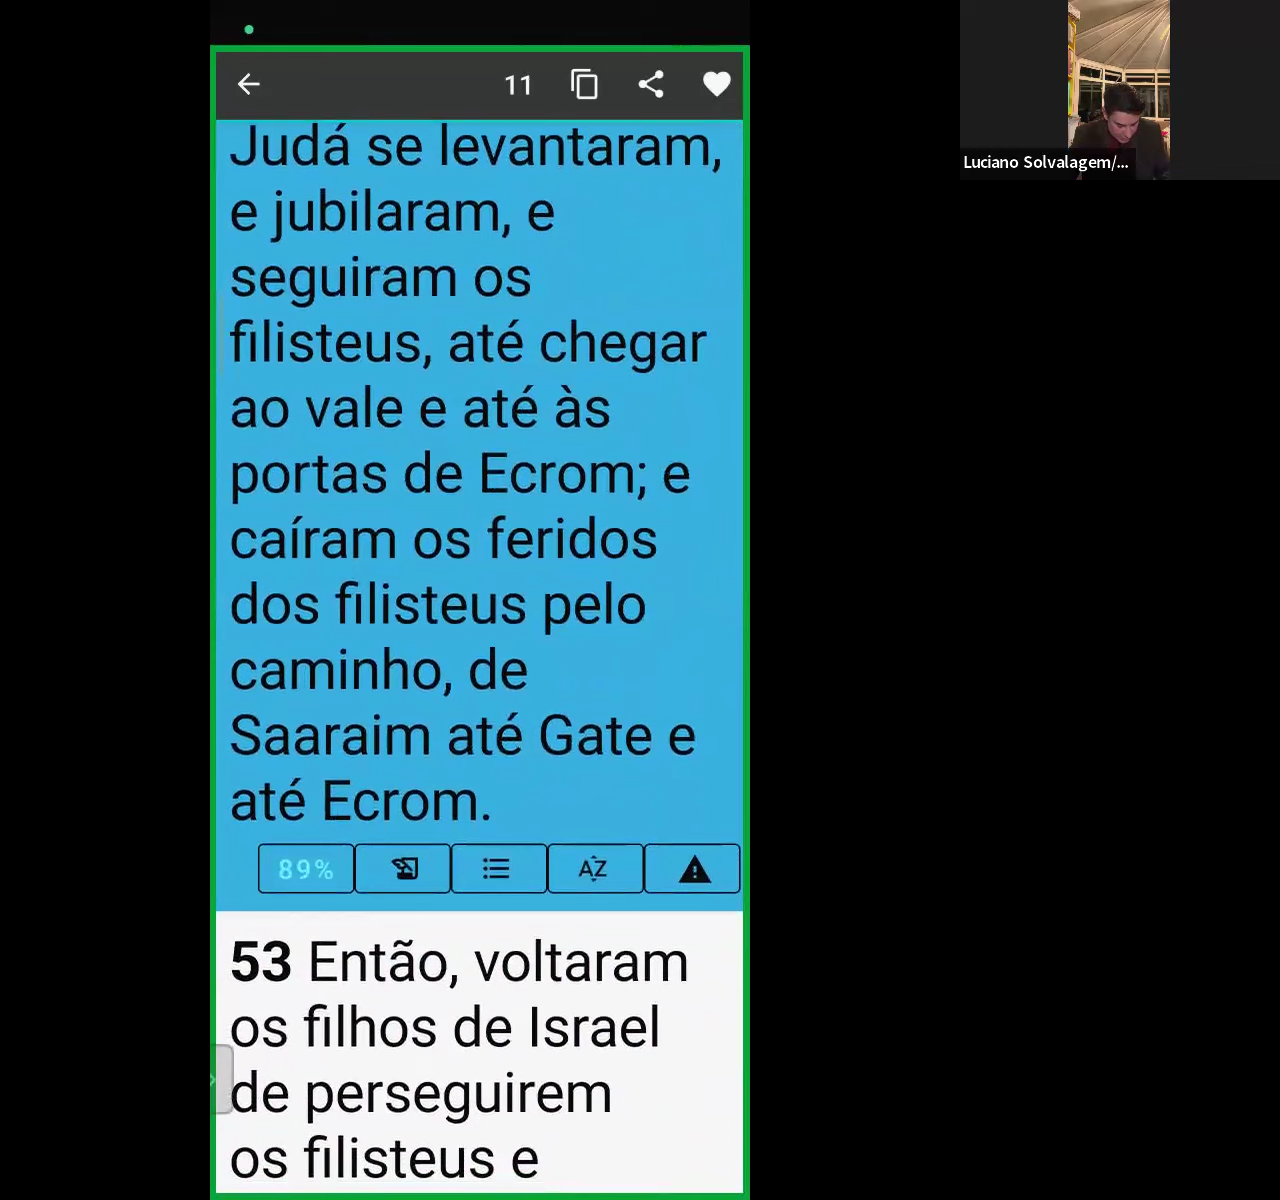 11
Judá se levantaram,
e jubilaram, e
seguiram os
filisteus, até chegar
ao vale e até às
portas de Ecrom; e
caíram os feridos
dos filisteus pelo
caminho, de
Saaraim até Gate e
até Ecrom.
89%
AZ
53 Então, voltaram
os filhos de Israel
de perseguirem
os filisteus e
Luciano Solvalagem/...